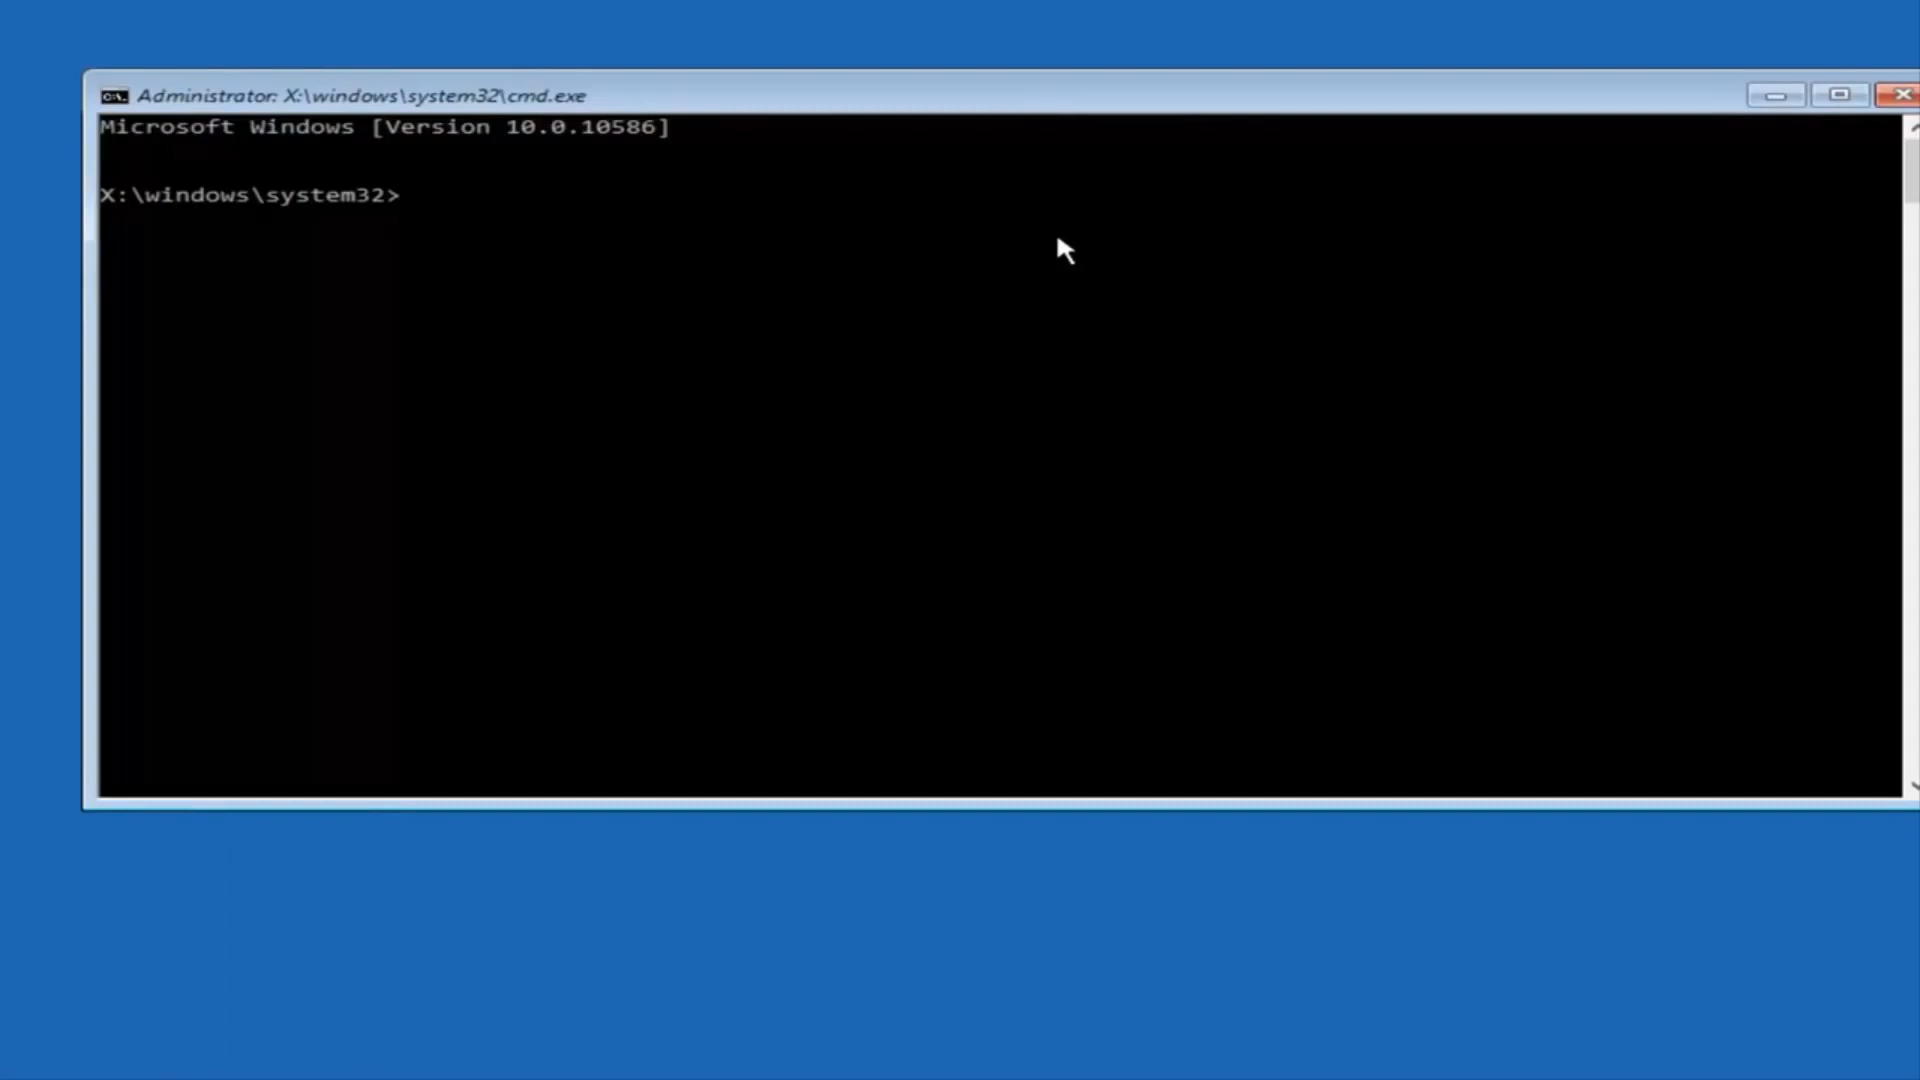 Administrator: X:\windows\system32\cmd.exe
Microsoft Windows [Version 10.0.10586]
X:\windows\system32>